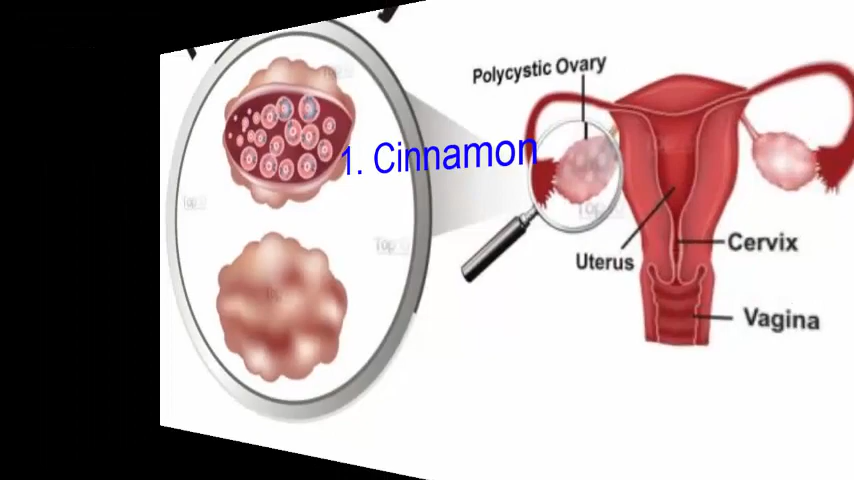 Polycystic Ovary
1. Cinnamon
Uterus
Cervix
Vagina